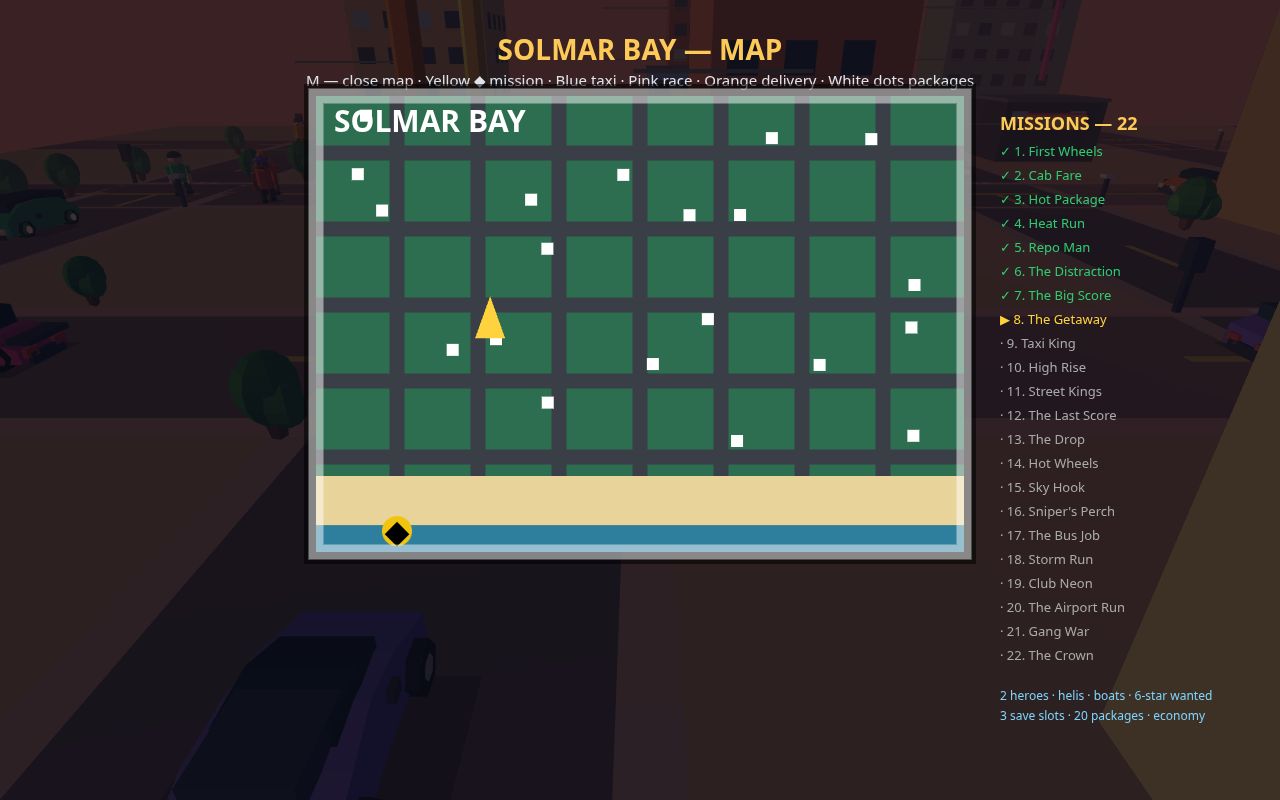 SOLMAR BAY — MAP
M — close map · Yellow ◆ mission · Blue taxi · Pink race · Orange delivery · White dots packages
SOLMAR BAY
MISSIONS — 22
✓ 1. First Wheels
✓ 2. Cab Fare
✓ 3. Hot Package
✓ 4. Heat Run
✓ 5. Repo Man
✓ 6. The Distraction
✓ 7. The Big Score
▶ 8. The Getaway
· 9. Taxi King
· 10. High Rise
· 11. Street Kings
· 12. The Last Score
· 13. The Drop
· 14. Hot Wheels
· 15. Sky Hook
· 16. Sniper's Perch
· 17. The Bus Job
· 18. Storm Run
· 19. Club Neon
· 20. The Airport Run
· 21. Gang War
· 22. The Crown
2 heroes · helis · boats · 6-star wanted
3 save slots · 20 packages · economy